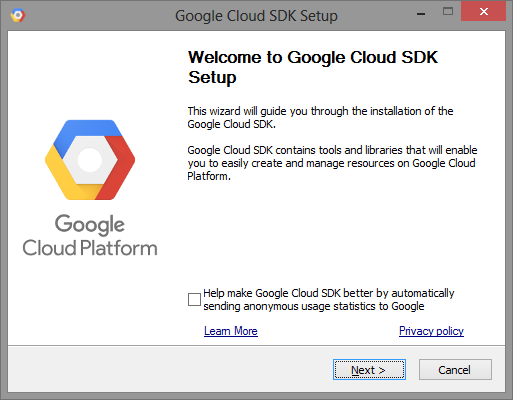 Google Cloud SDK Setup
Welcome to Google Cloud SDK
Setup
This wizard will guide you through the installation of the
Google Cloud SDK.
Google Cloud SDK contains tools and libraries that will enable
you to easily create and manage resources on Google Cloud
Platform.
Google
Cloud Platform
Help make Google Cloud SDK better by automatically
sending anonymous usage statistics to Google
Learn More Privacy policy
Next > Cancel